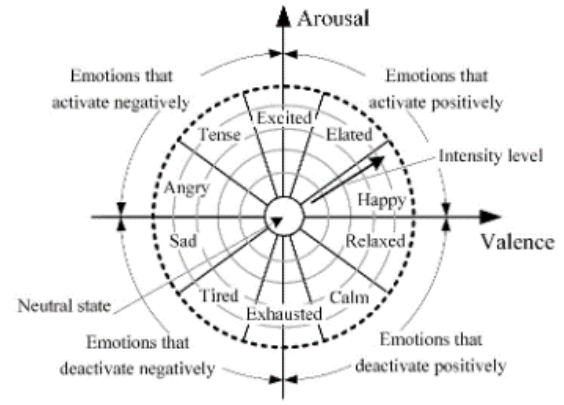 Arousal
Emotions that
activate negatively
Emotions that
activate positively
Excited
Tense
Elated
Intensity level
Angry
Happy
Valence
Sad
Relaxed
Neutral state
Tired
Calm
Exhausted
Emotions that
deactivate negatively
Emotions that
deactivate positively